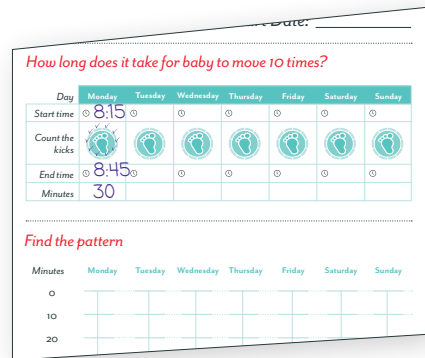 Date:
How long does it take for baby to move 10 times?
Day Monday Tuesday Wednesday Thursday Friday Saturday Sunday
Start time 8:15
Count the kicks
End time 8:45
Minutes 30
Find the pattern
Minutes Monday Tuesday Wednesday Thursday Friday Saturday Sunday
0
10
20